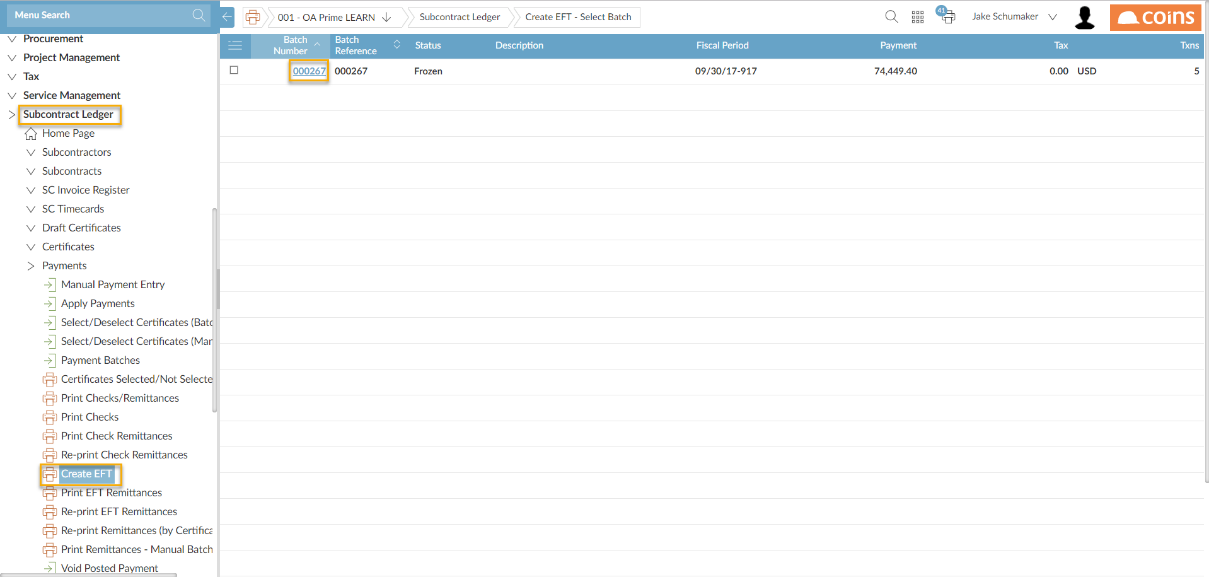 Menu Search
001 - OA Prime LEARN
Subcontract Ledger
Create EFT - Select Batch
41
Jake Schumaker
COINS
Procurement
Project Management
Tax
Service Management
Subcontract Ledger
Home Page
Subcontractors
Subcontracts
SC Invoice Register
SC Timecards
Draft Certificates
Certificates
Payments
Manual Payment Entry
Apply Payments
Select/Deselect Certificates (Batc
Select/Deselect Certificates (Mar
Payment Batches
Certificates Selected/Not Selecte
Print Checks/Remittances
Print Checks
Print Check Remittances
Re-print Check Remittances
Create EFT
Print EFT Remittances
Re-print EFT Remittances
Re-print Remittances (by Certifica
Print Remittances - Manual Batch
Void Posted Payment
Batch Number
Batch Reference
Status
Description
Fiscal Period
Payment
Tax
Txns
000267 000267 Frozen 09/30/17-917 74,449.40 0.00 USD 5